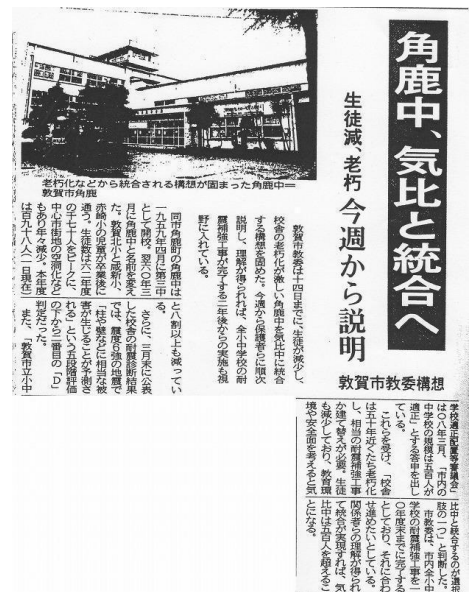 角鹿中、気比と統合へ
生徒減、老朽 今週から説明
敦賀市教委構想
老朽化などから統合される構想が固まった角鹿中＝
敦賀市角鹿
敦賀市教委は十四日までに、生徒が減少し、
校舎の老朽化が激しい角鹿中を気比中に統合
する構想を固めた。今週から保護者らに順次
説明し、理解が得られれば、全小中学校の耐
震補強工事が完了する二年後からの実施も視
野に入れている。
同市角鹿町の角鹿中は
一九五九年四月に第三中
として開校、翌六〇年三
月に角鹿中と名前を変え
た。敦賀北小と咸新小、
赤崎小の児童が卒業後に
通う。生徒数は六二年度
の千七十人をピークに、
中心市街地の空洞化など
もあり年々減少。本年度
は百九十八人（一日現在）
と八割以上も減ってい
る。
さらに、三月末に公表
した校舎の耐震診断結果
では、震度6強の地震で
「柱や壁などに相当な被
害が生じることが予測さ
れる」という五段階評価
の下から二番目の「D」
判定だった。
また、「敦賀市立小中
学校適正配置等審議会」
は〇八年三月、「市内の
中学校の規模は五百人が
適正」とする答申を出し
ている。
これらを受け、「校舎
は五十年近くたち老朽化
し、相当の耐震補強工事
か建て替えが必要。生徒
も減少しており、教育環
境や安全面を考えると気
比中と統合するのが選択
肢の一つ」と判断した。
市教委は、市内全小中
学校の耐震補強工事を一
〇年度末までに完了する
としており、それに合わ
せ進めたいとしている。
関係者らの理解が得られ
て統合が実現すれば、気
比中は五百人を超えるこ
とになる。